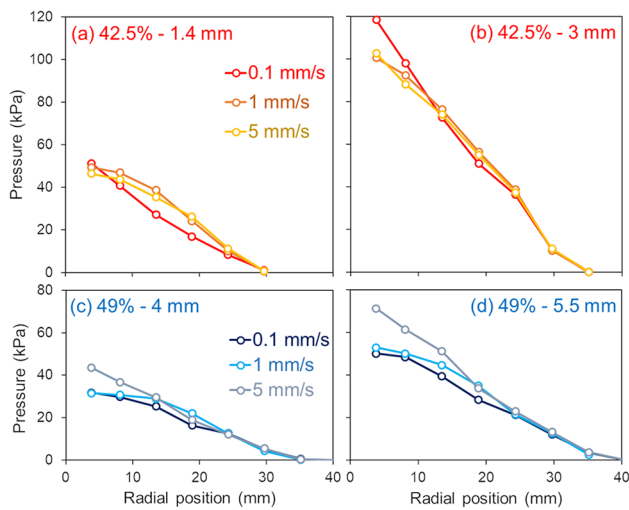 120
100
80
60
40
20
0
Pressure (kPa)
(a) 42.5% - 1.4 mm
0.1 mm/s
1 mm/s
5 mm/s
(b) 42.5% - 3 mm
80
60
40
20
0
Pressure (kPa)
(c) 49% - 4 mm
0.1 mm/s
1 mm/s
5 mm/s
0 10 20 30 40
Radial position (mm)
(d) 49% - 5.5 mm
0 10 20 30 40
Radial position (mm)